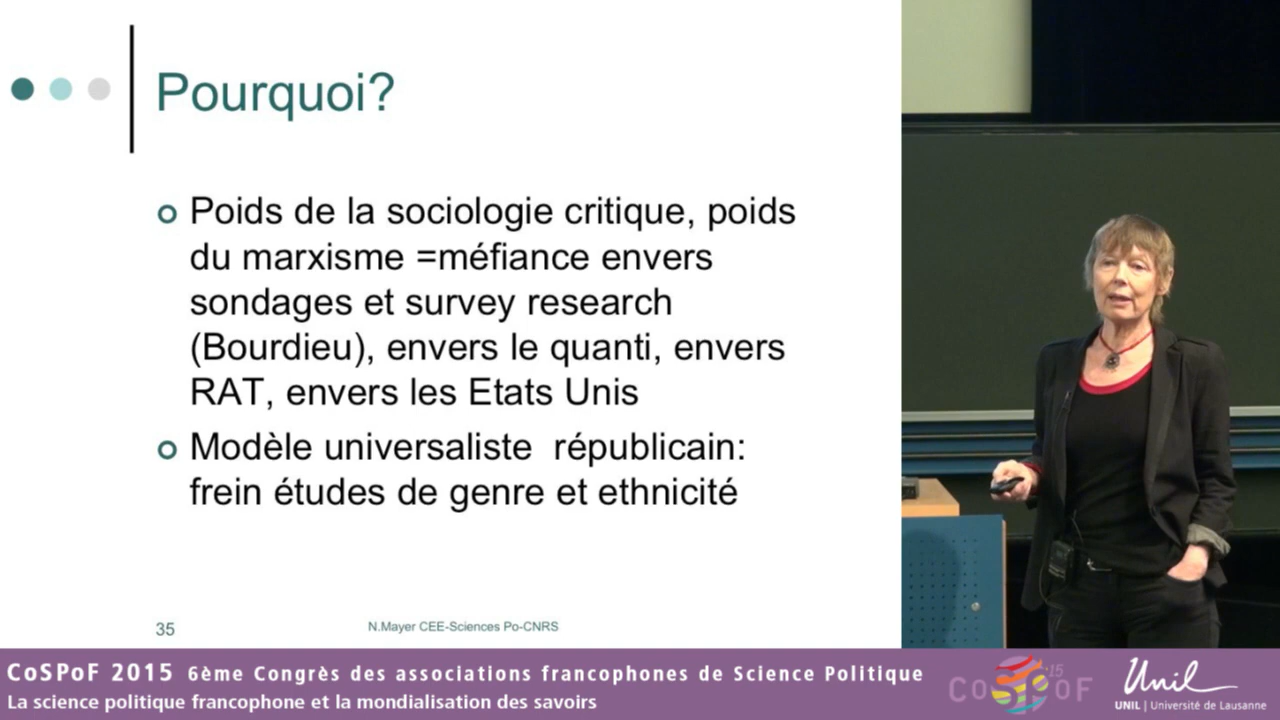 Pourquoi?
Poids de la sociologie critique, poids
du marxisme =méfiance envers
sondages et survey research
(Bourdieu), envers le quanti, envers
RAT, envers les Etats Unis
Modèle universaliste républicain:
frein études de genre et ethnicité
35
N.Mayer CEE-Sciences Po-CNRS
CoSPoF 2015 6ème Congrès des associations francophones de Science Politique
La science politique francophone et la mondialisation des savoirs
CoSPoF '15
Unil
UNIL | Université de Lausanne